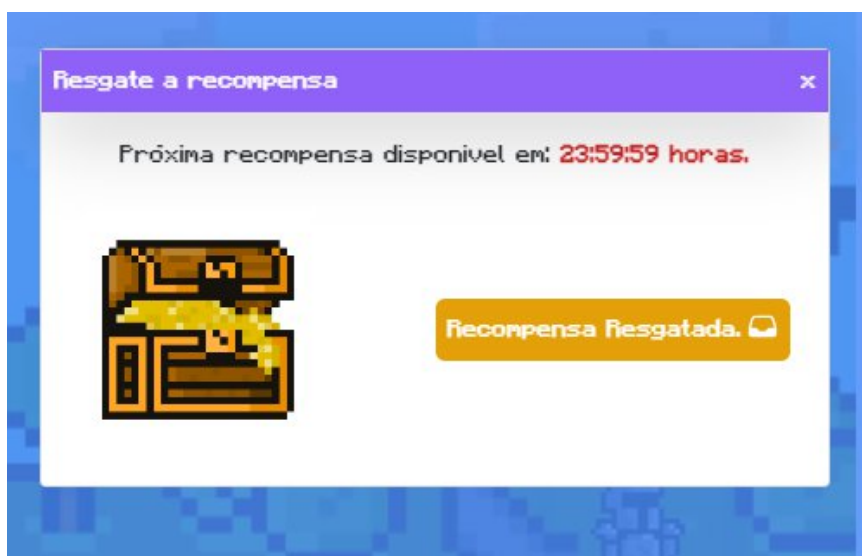 Resgate a recompensa x
Próxima recompensa disponivel em: 23:59:59 horas.
Recompensa Resgatada.